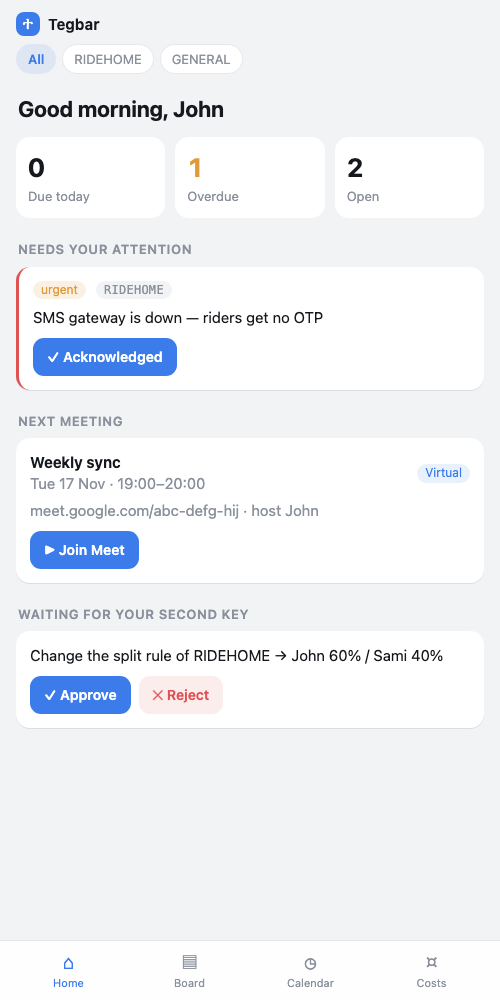 Tegbar
All RIDEHOME GENERAL
Good morning, John
0 1 2
Due today Overdue Open
NEEDS YOUR ATTENTION
urgent RIDEHOME
SMS gateway is down — riders get no OTP
✓ Acknowledged
NEXT MEETING
Weekly sync
Virtual
Tue 17 Nov · 19:00–20:00
meet.google.com/abc-defg-hij · host John
▶ Join Meet
WAITING FOR YOUR SECOND KEY
Change the split rule of RIDEHOME → John 60% / Sami 40%
✓ Approve ✕ Reject
Home Board Calendar Costs